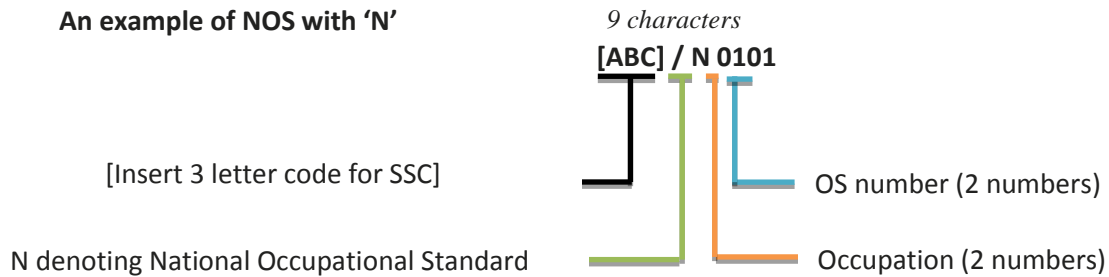 An example of NOS with ‘N’
9 characters
[ABC] / N 0101
[Insert 3 letter code for SSC]
OS number (2 numbers)
N denoting National Occupational Standard
Occupation (2 numbers)